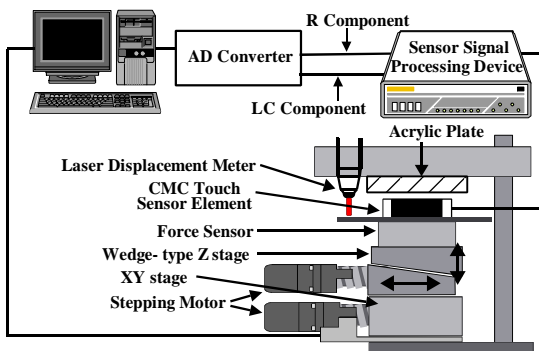 R Component
AD Converter
Sensor Signal
Processing Device
LC Component
Acrylic Plate
Laser Displacement Meter
CMC Touch
Sensor Element
Force Sensor
Wedge- type Z stage
XY stage
Stepping Motor